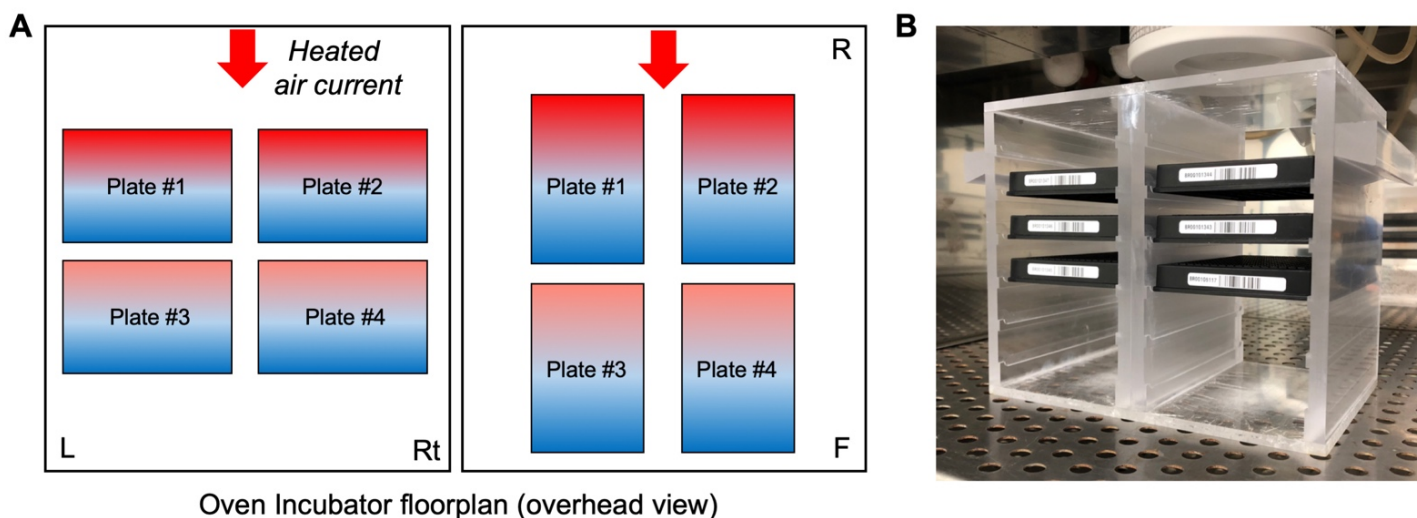 A
Heated
air current
Plate #1
Plate #2
Plate #3
Plate #4
L
Rt
R
Plate #1
Plate #2
Plate #3
Plate #4
F
Oven Incubator floorplan (overhead view)
B